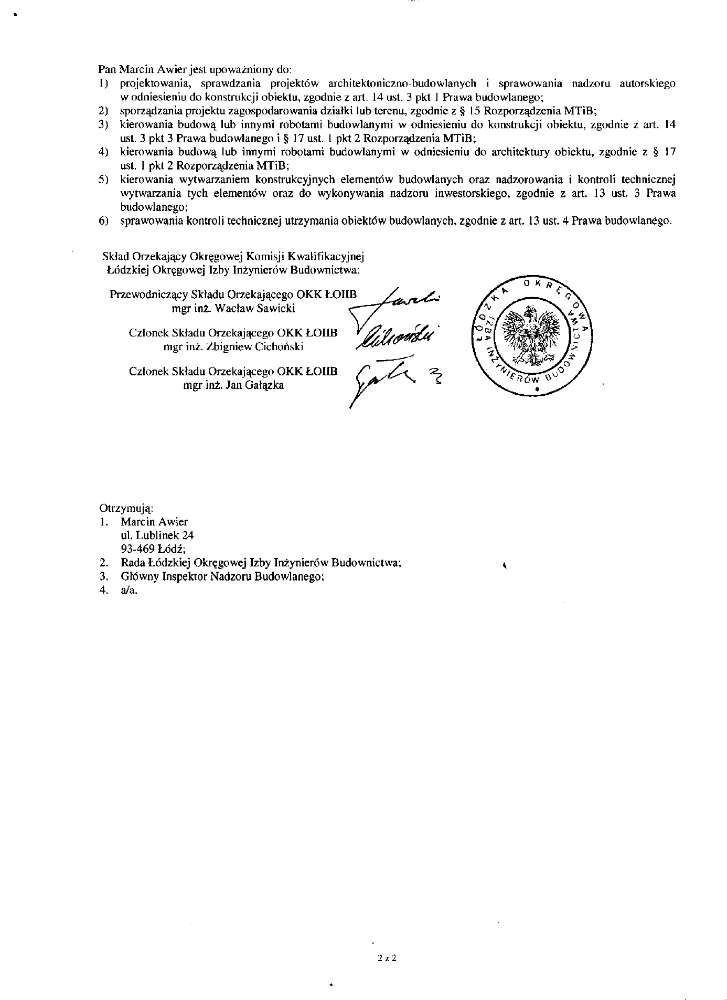 Pan Marcin Awier jest upoważniony do:
1) projektowania, sprawdzania projektów architektoniczno-budowlanych i sprawowania nadzoru autorskiego
w odniesieniu do konstrukcji obiektu, zgodnie z art. 14 ust. 3 pkt 1 Prawa budowlanego;
2) sporządzania projektu zagospodarowania działki lub terenu, zgodnie z § 15 Rozporządzenia MTiB;
3) kierowania budową lub innymi robotami budowlanymi w odniesieniu do konstrukcji obiektu, zgodnie z art. 14
ust. 3 pkt 3 Prawa budowlanego i § 17 ust. 1 pkt 2 Rozporządzenia MTiB;
4) kierowania budową lub innymi robotami budowlanymi w odniesieniu do architektury obiektu, zgodnie z § 17
ust. 1 pkt 2 Rozporządzenia MTiB;
5) kierowania wytwarzaniem konstrukcyjnych elementów budowlanych oraz nadzorowania i kontroli technicznej
wytwarzania tych elementów oraz do wykonywania nadzoru inwestorskiego, zgodnie z art. 13 ust. 3 Prawa
budowlanego;
6) sprawowania kontroli technicznej utrzymania obiektów budowlanych, zgodnie z art. 13 ust. 4 Prawa budowlanego.
Skład Orzekający Okręgowej Komisji Kwalifikacyjnej
Łódzkiej Okręgowej Izby Inżynierów Budownictwa:
Przewodniczący Składu Orzekającego OKK ŁOIIB
mgr inż. Wacław Sawicki
Członek Składu Orzekającego OKK ŁOIIB
mgr inż. Zbigniew Cichoński
Członek Składu Orzekającego OKK ŁOIIB
mgr inż. Jan Gałązka
ŁÓDZKA OKRĘGOWA
IZBA INŻYNIERÓW BUDOWNICTWA
Otrzymują:
1. Marcin Awier
ul. Lublinek 24
93-469 Łódź;
2. Rada Łódzkiej Okręgowej Izby Inżynierów Budownictwa;
3. Główny Inspektor Nadzoru Budowlanego;
4. a/a.
2 z 2